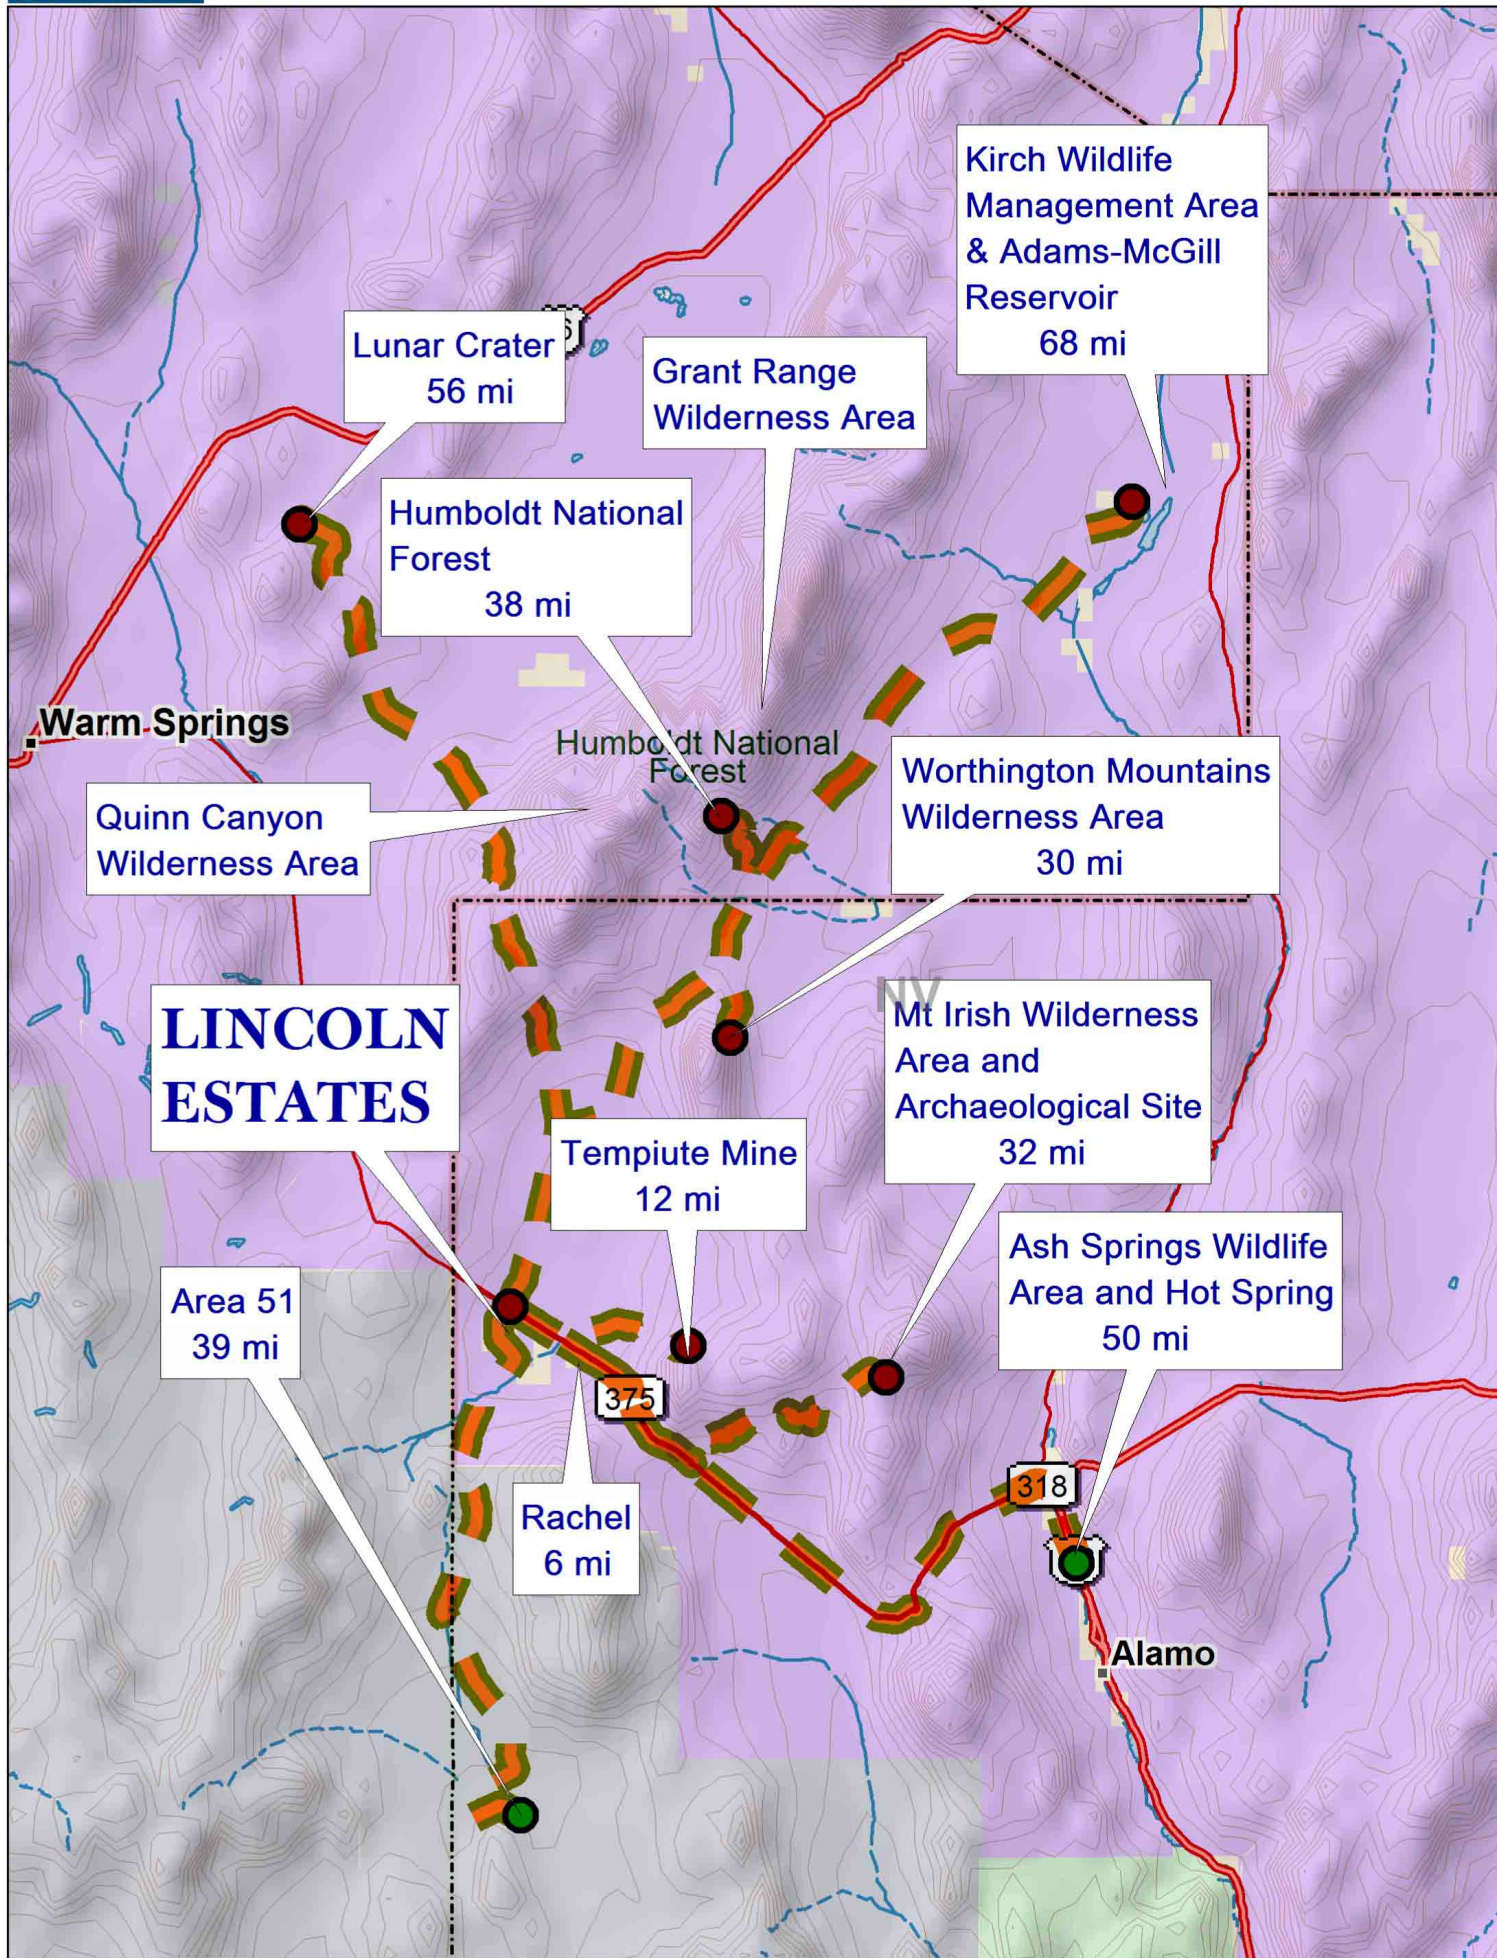 Kirch Wildlife
Management Area
& Adams-McGill
Reservoir
68 mi
Lunar Crater
56 mi
Grant Range
Wilderness Area
Humboldt National
Forest
38 mi
Warm Springs
Humboldt National
Forest
Worthington Mountains
Wilderness Area
30 mi
Quinn Canyon
Wilderness Area
NV
LINCOLN
ESTATES
Mt Irish Wilderness
Area and
Archaeological Site
32 mi
Tempiute Mine
12 mi
Ash Springs Wildlife
Area and Hot Spring
50 mi
Area 51
39 mi
375
318
Rachel
6 mi
Alamo